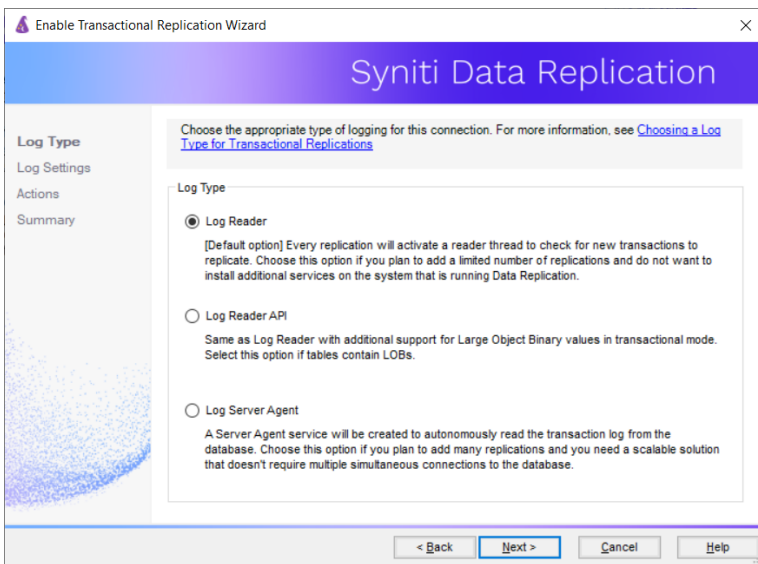 Enable Transactional Replication Wizard
Syniti Data Replication
Log Type
Log Settings
Actions
Summary
Choose the appropriate type of logging for this connection. For more information, see Choosing a Log
Type for Transactional Replications
Log Type
Log Reader
[Default option] Every replication will activate a reader thread to check for new transactions to
replicate. Choose this option if you plan to add a limited number of replications and do not want to
install additional services on the system that is running Data Replication.
Log Reader API
Same as Log Reader with additional support for Large Object Binary values in transactional mode.
Select this option if tables contain LOBs.
Log Server Agent
A Server Agent service will be created to autonomously read the transaction log from the
database. Choose this option if you plan to add many replications and you need a scalable solution
that doesn't require multiple simultaneous connections to the database.
< Back Next > Cancel Help